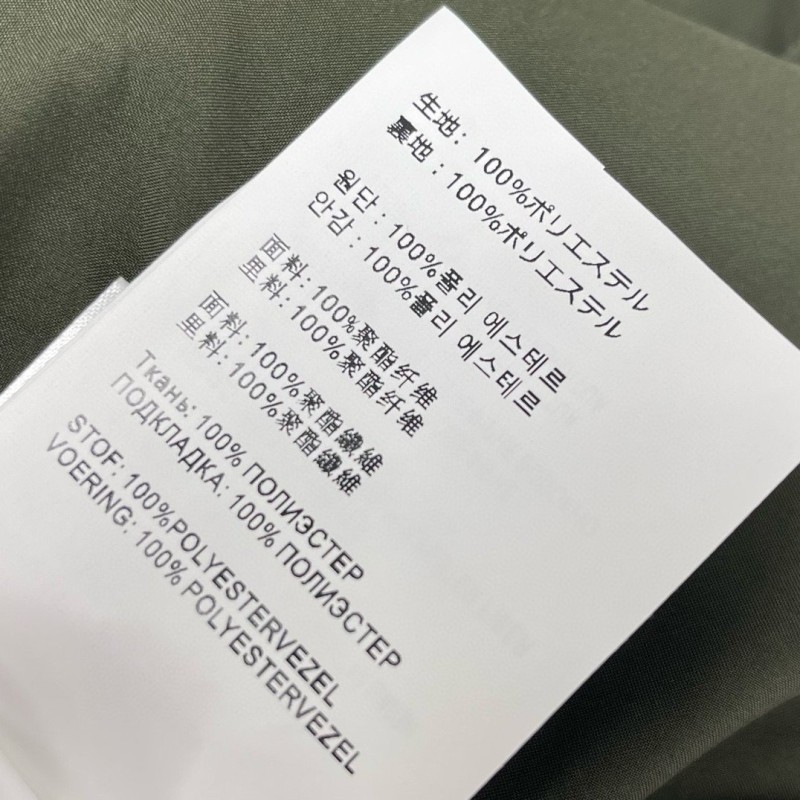 生地: 100%ポリエステル
裏地: 100%ポリエステル
원단: 100%폴리 에스테르
안감: 100%폴리 에스테르
面料: 100%聚酯纤维
里料: 100%聚酯纤维
面料: 100%聚酯纖維
里料: 100%聚酯纖維
Ткань: 100% ПОЛИЭСТЕР
ПОДКЛАДКА: 100% ПОЛИЭСТЕР
STOF: 100%POLYESTERVEZEL
VOERING: 100% POLYESTERVEZEL